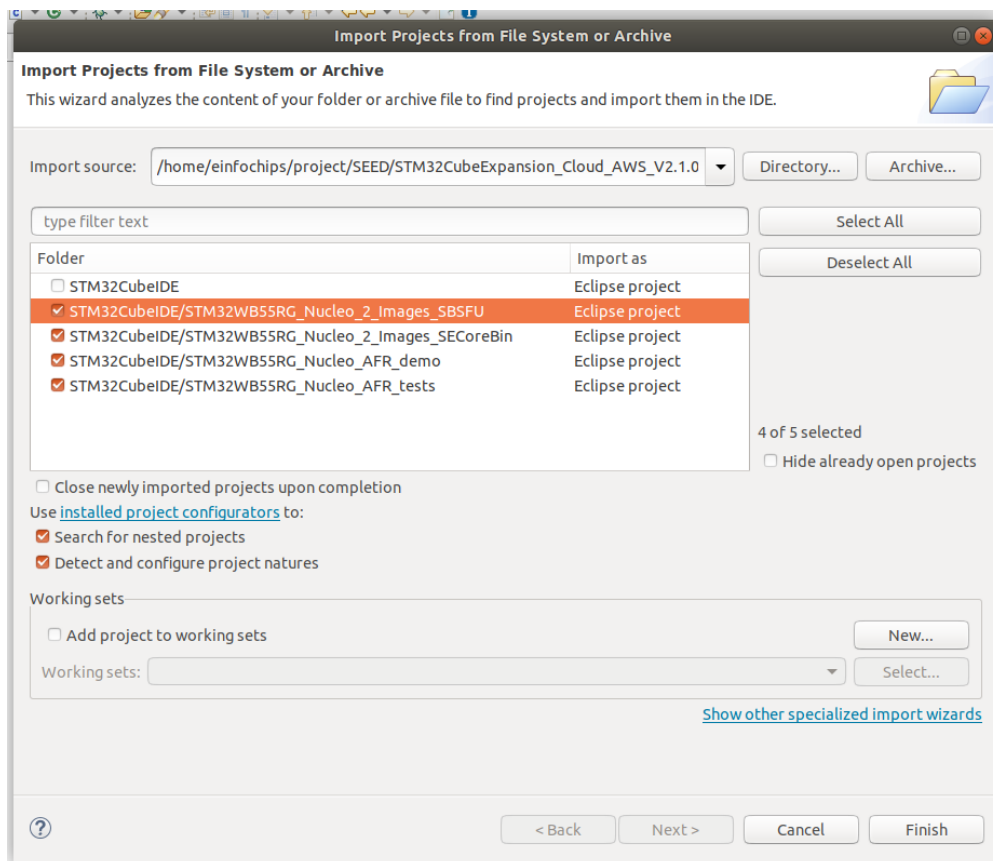 Import Projects from File System or Archive
Import Projects from File System or Archive
This wizard analyzes the content of your folder or archive file to find projects and import them in the IDE.
Import source: /home/einfochips/project/SEED/STM32CubeExpansion_Cloud_AWS_V2.1.0 Directory... Archive...
type filter text Select All
Folder Import as Deselect All
STM32CubeIDE Eclipse project
STM32CubeIDE/STM32WB55RG_Nucleo_2_Images_SBSFU Eclipse project
STM32CubeIDE/STM32WB55RG_Nucleo_2_Images_SECoreBin Eclipse project
STM32CubeIDE/STM32WB55RG_Nucleo_AFR_demo Eclipse project
STM32CubeIDE/STM32WB55RG_Nucleo_AFR_tests Eclipse project
4 of 5 selected
Hide already open projects
Close newly imported projects upon completion
Use installed project configurators to:
Search for nested projects
Detect and configure project natures
Working sets
Add project to working sets New...
Working sets: Select...
Show other specialized import wizards
? < Back Next > Cancel Finish